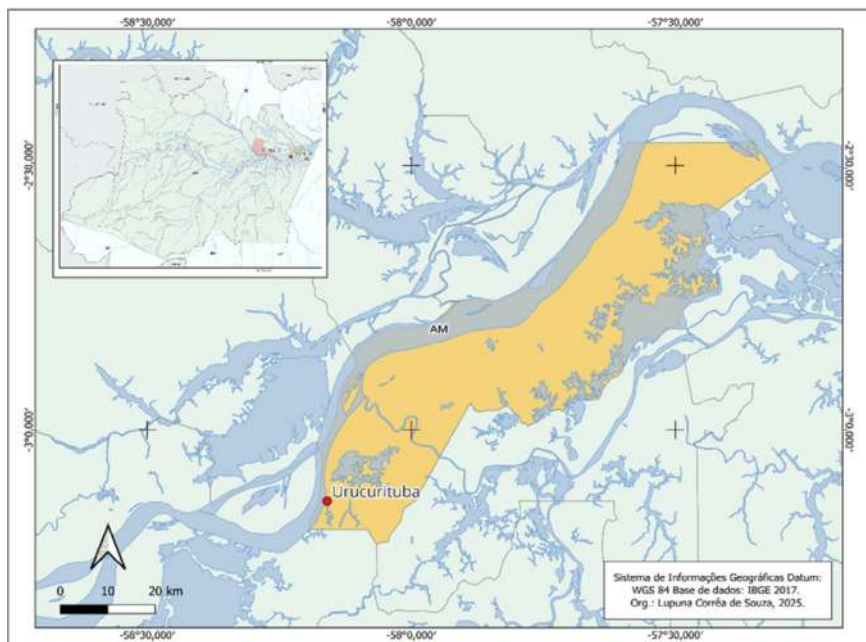 -58°30,000' -58°0,000' -57°30,000'
-2°30,000' -2°30,000'
AM
-3°0,000' -3°0,000'
Urucurituba
0 10 20 km
Sistema de Informações Geográficas Datum:
WGS 84 Base de dados: IBGE 2017.
Org.: Lupuna Corrêa de Souza, 2025.
-58°30,000' -58°0,000' -57°30,000'